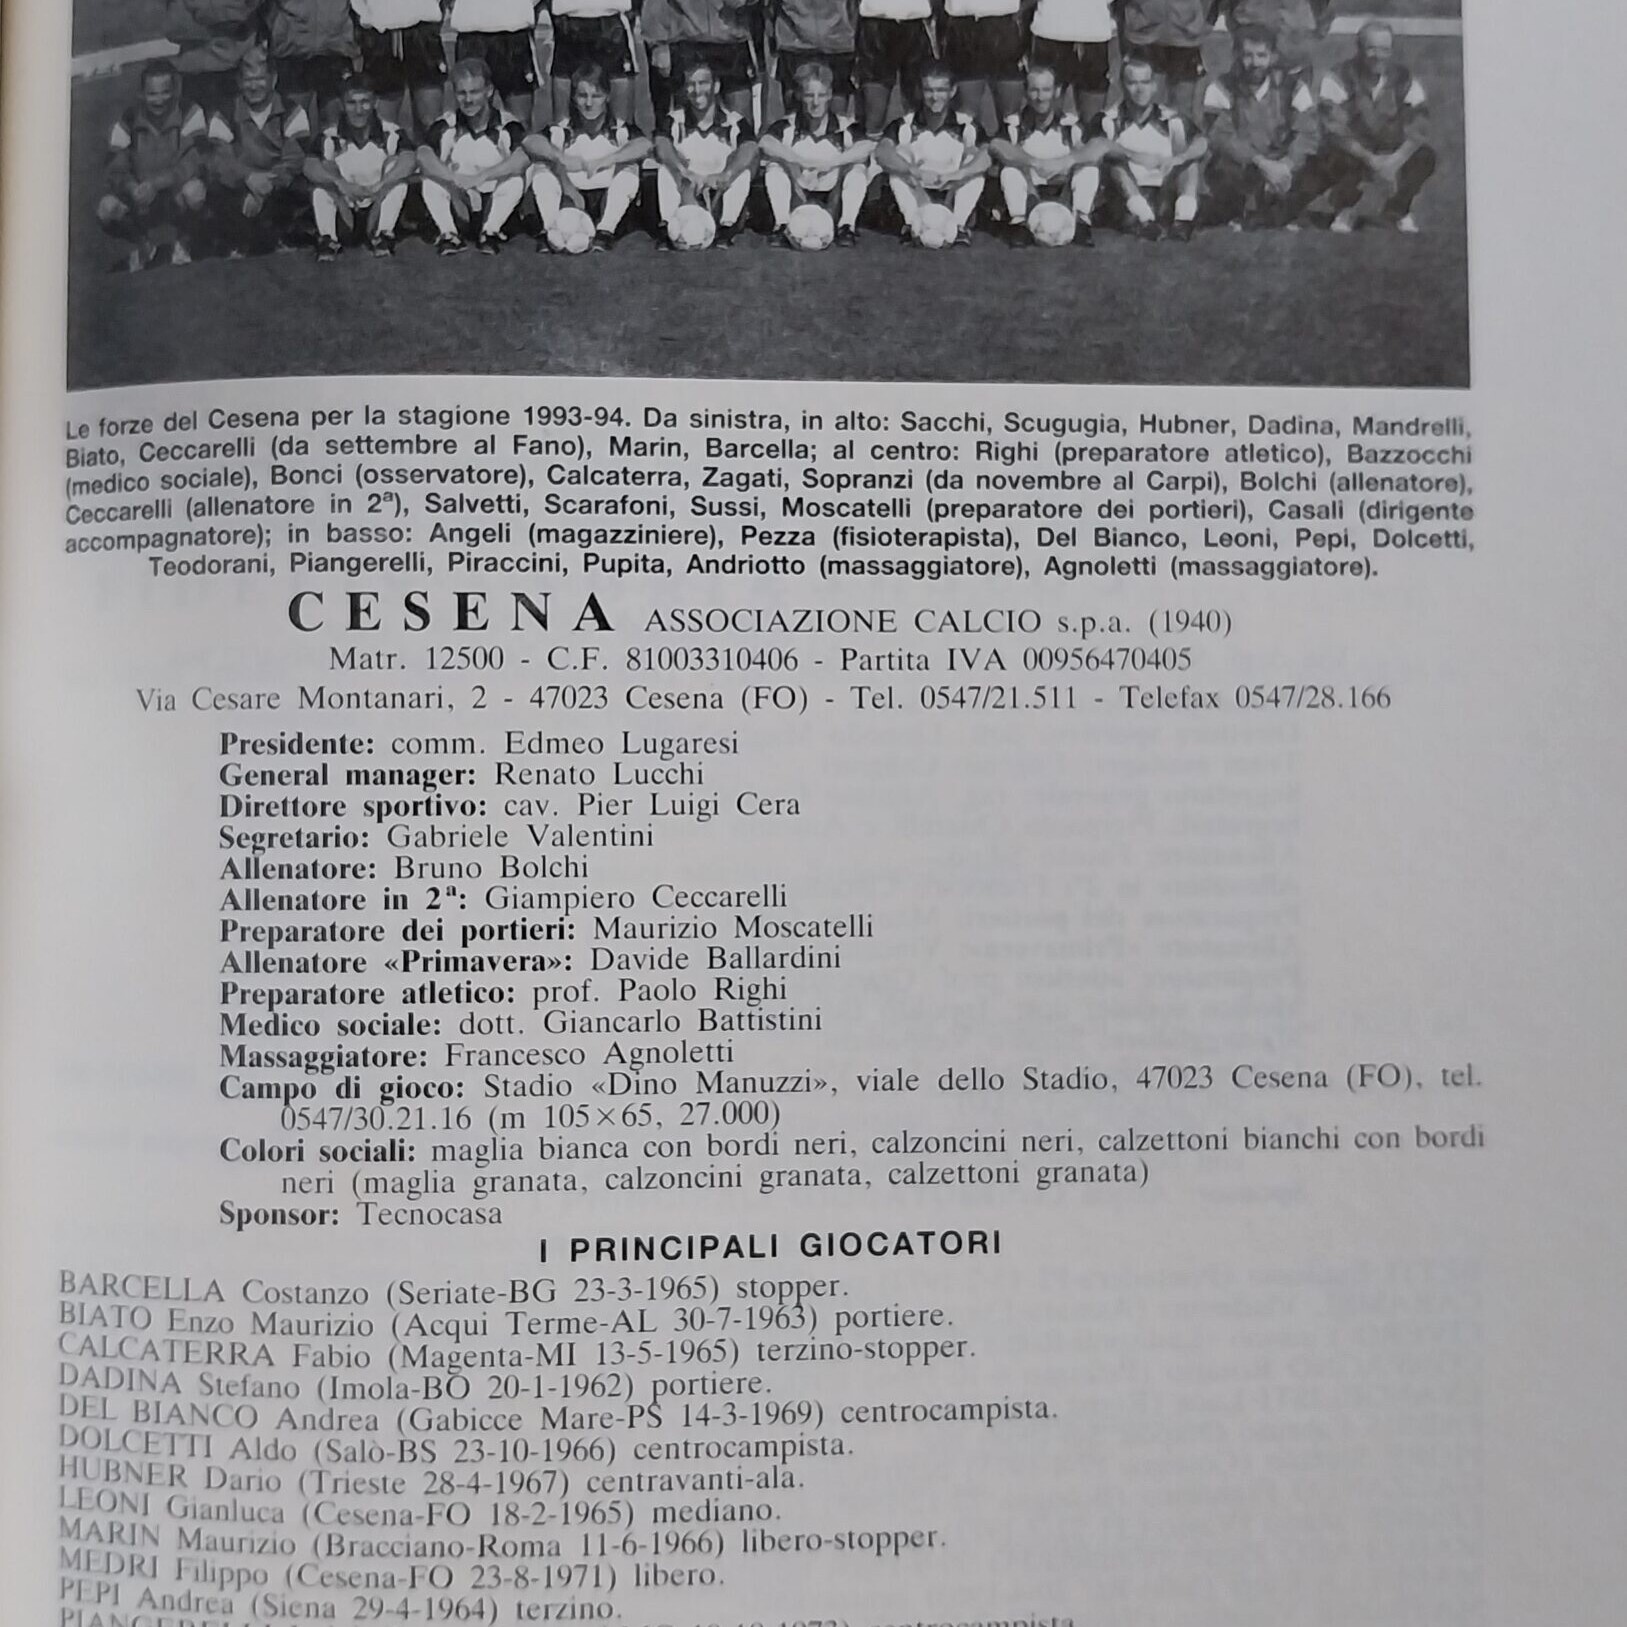 Le forze del Cesena per la stagione 1993-94. Da sinistra, in alto: Sacchi, Scugugia, Hubner, Dadina, Mandrelli,
Biato, Ceccarelli (da settembre al Fano), Marin, Barcella; al centro: Righi (preparatore atletico), Bazzocchi
(medico sociale), Bonci (osservatore), Calcaterra, Zagati, Sopranzi (da novembre al Carpi), Bolchi (allenatore),
Ceccarelli (allenatore in 2ª), Salvetti, Scarafoni, Sussi, Moscatelli (preparatore dei portieri), Casali (dirigente
accompagnatore); in basso: Angeli (magazziniere), Pezza (fisioterapista), Del Bianco, Leoni, Pepi, Dolcetti,
Teodorani, Piangerelli, Piraccini, Pupita, Andriotto (massaggiatore), Agnoletti (massaggiatore).
CESENA ASSOCIAZIONE CALCIO s.p.a. (1940)
Matr. 12500 - C.F. 81003310406 - Partita IVA 00956470405
Via Cesare Montanari, 2 - 47023 Cesena (FO) - Tel. 0547/21.511 - Telefax 0547/28.166
Presidente: comm. Edmeo Lugaresi
General manager: Renato Lucchi
Direttore sportivo: cav. Pier Luigi Cera
Segretario: Gabriele Valentini
Allenatore: Bruno Bolchi
Allenatore in 2ª: Giampiero Ceccarelli
Preparatore dei portieri: Maurizio Moscatelli
Allenatore «Primavera»: Davide Ballardini
Preparatore atletico: prof. Paolo Righi
Medico sociale: dott. Giancarlo Battistini
Massaggiatore: Francesco Agnoletti
Campo di gioco: Stadio «Dino Manuzzi», viale dello Stadio, 47023 Cesena (FO), tel.
0547/30.21.16 (m 105×65, 27.000)
Colori sociali: maglia bianca con bordi neri, calzoncini neri, calzettoni bianchi con bordi
neri (maglia granata, calzoncini granata, calzettoni granata)
Sponsor: Tecnocasa
I PRINCIPALI GIOCATORI
BARCELLA Costanzo (Seriate-BG 23-3-1965) stopper.
BIATO Enzo Maurizio (Acqui Terme-AL 30-7-1963) portiere.
CALCATERRA Fabio (Magenta-MI 13-5-1965) terzino-stopper.
DADINA Stefano (Imola-BO 20-1-1962) portiere.
DEL BIANCO Andrea (Gabicce Mare-PS 14-3-1969) centrocampista.
DOLCETTI Aldo (Salò-BS 23-10-1966) centrocampista.
HUBNER Dario (Trieste 28-4-1967) centravanti-ala.
LEONI Gianluca (Cesena-FO 18-2-1965) mediano.
MARIN Maurizio (Bracciano-Roma 11-6-1966) libero-stopper.
MEDRI Filippo (Cesena-FO 23-8-1971) libero.
PEPI Andrea (Siena 29-4-1964) terzino.
centrocampista